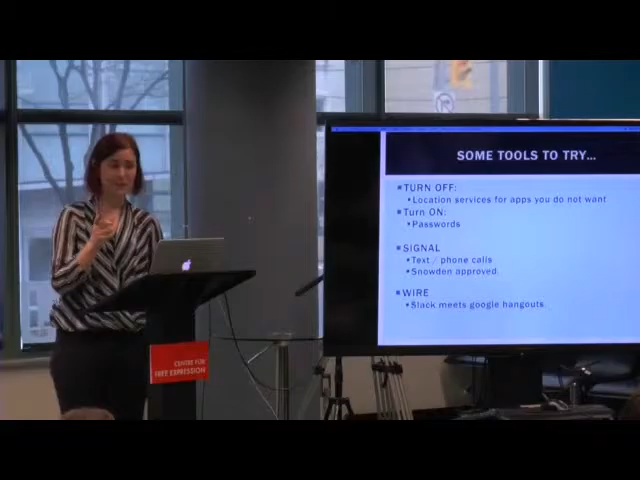 SOME TOOLS TO TRY...
TURN OFF:
Location services for apps you do not want
Turn ON:
Passwords
SIGNAL
Text / phone calls
Snowden approved.
WIRE
Slack meets google hangouts.
CENTRE FOR
FREE EXPRESSION